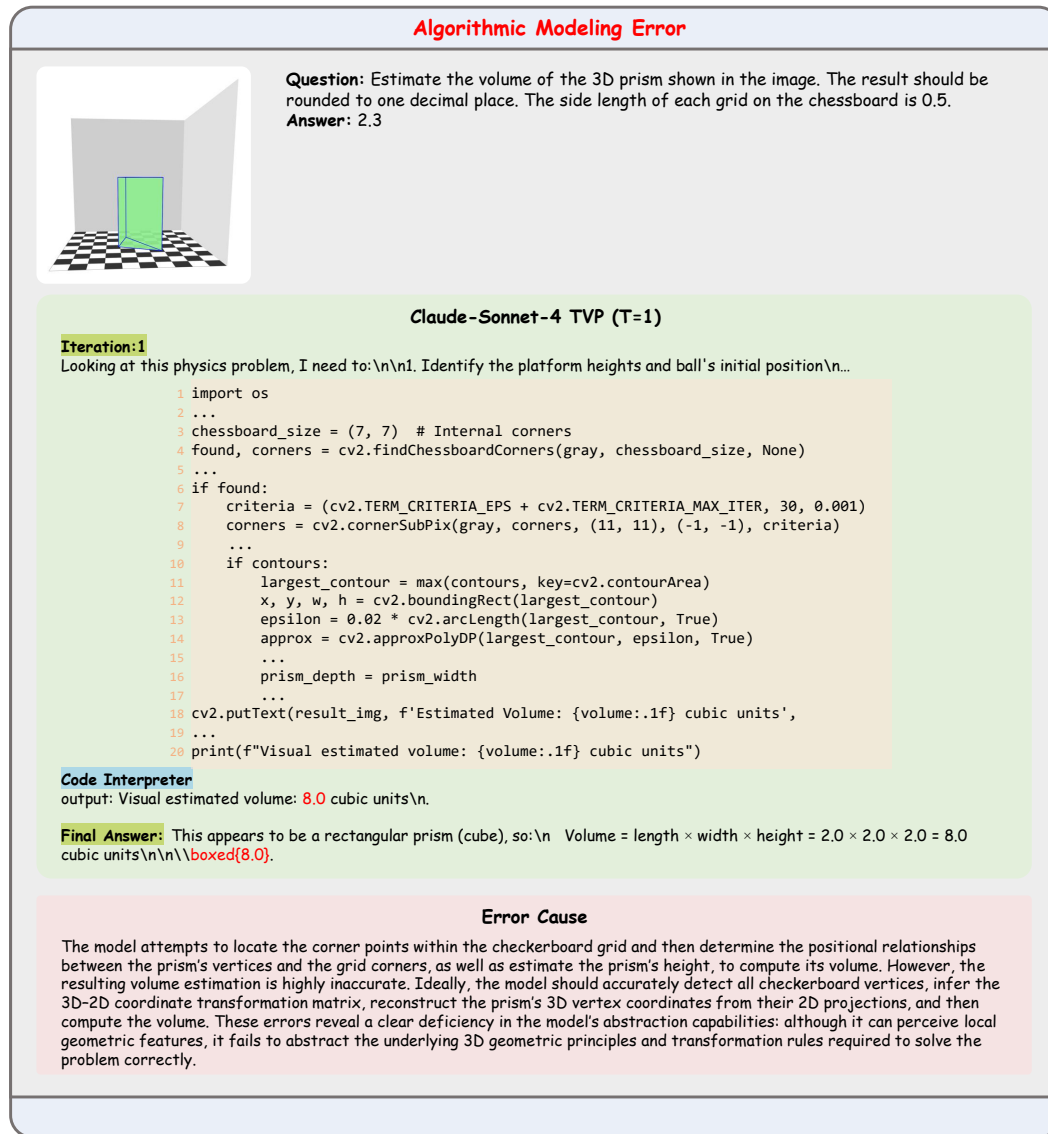 Algorithmic Modeling Error
Question: Estimate the volume of the 3D prism shown in the image. The result should be
rounded to one decimal place. The side length of each grid on the chessboard is 0.5.
Answer: 2.3
Claude-Sonnet-4 TVP (T=1)
Iteration:1
Looking at this physics problem, I need to:\n\n1. Identify the platform heights and ball's initial position\n…
1 import os
2 ...
3 chessboard_size = (7, 7)  # Internal corners
4 found, corners = cv2.findChessboardCorners(gray, chessboard_size, None)
5 ...
6 if found:
7     criteria = (cv2.TERM_CRITERIA_EPS + cv2.TERM_CRITERIA_MAX_ITER, 30, 0.001)
8     corners = cv2.cornerSubPix(gray, corners, (11, 11), (-1, -1), criteria)
9     ...
10     if contours:
11         largest_contour = max(contours, key=cv2.contourArea)
12         x, y, w, h = cv2.boundingRect(largest_contour)
13         epsilon = 0.02 * cv2.arcLength(largest_contour, True)
14         approx = cv2.approxPolyDP(largest_contour, epsilon, True)
15         ...
16         prism_depth = prism_width
17         ...
18 cv2.putText(result_img, f'Estimated Volume: {volume:.1f} cubic units',
19 ...
20 print(f"Visual estimated volume: {volume:.1f} cubic units")
Code Interpreter
output: Visual estimated volume: 8.0 cubic units\n.
Final Answer: This appears to be a rectangular prism (cube), so:\n   Volume = length × width × height = 2.0 × 2.0 × 2.0 = 8.0
cubic units\n\n\\boxed{8.0}.
Error Cause
The model attempts to locate the corner points within the checkerboard grid and then determine the positional relationships
between the prism's vertices and the grid corners, as well as estimate the prism's height, to compute its volume. However, the
resulting volume estimation is highly inaccurate. Ideally, the model should accurately detect all checkerboard vertices, infer the
3D–2D coordinate transformation matrix, reconstruct the prism's 3D vertex coordinates from their 2D projections, and then
compute the volume. These errors reveal a clear deficiency in the model's abstraction capabilities: although it can perceive local
geometric features, it fails to abstract the underlying 3D geometric principles and transformation rules required to solve the
problem correctly.